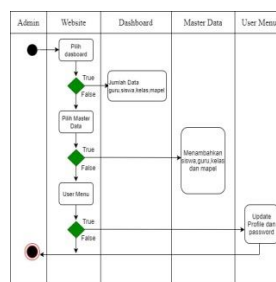 Admin Website Dashboard Master Data User Menu
Pilih
dasboard
True
False
Jumlah Data
guru,siswa,kelas,mapel
Pilih Master
Data
True
False
Menambahkan
siswa,guru,kelas
dan mapel
User Menu
True
False
Update
Profile dan
password